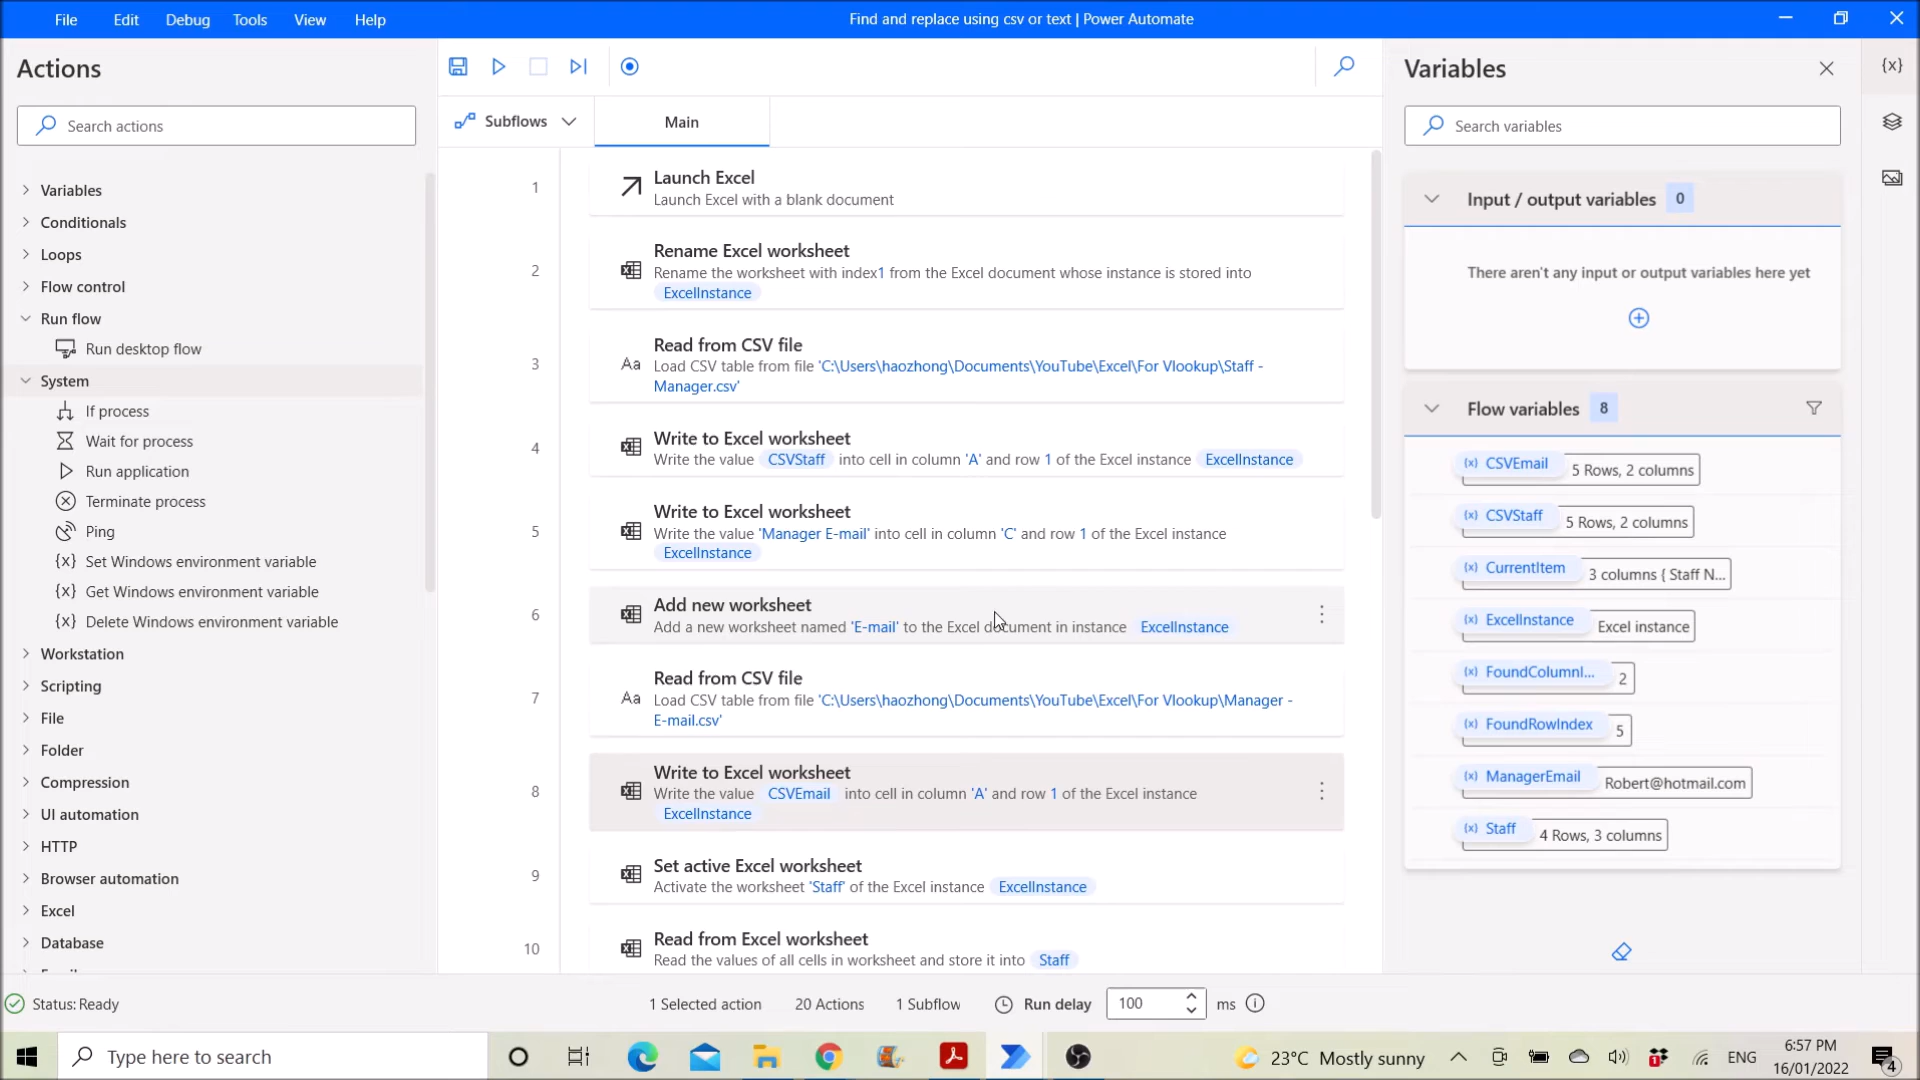 File Edit Debug Tools View Help
Find and replace using csv or text | Power Automate
Actions
Search actions
Variables
Conditionals
Loops
Flow control
Run flow
Run desktop flow
System
If process
Wait for process
Run application
Terminate process
Ping
{x} Set Windows environment variable
{x} Get Windows environment variable
{x} Delete Windows environment variable
Workstation
Scripting
File
Folder
Compression
UI automation
HTTP
Browser automation
Excel
Database
Subflows
Main
1
Launch Excel
Launch Excel with a blank document
2
Rename Excel worksheet
Rename the worksheet with index1 from the Excel document whose instance is stored into
ExcelInstance
3
Read from CSV file
Aa
Load CSV table from file 'C:\Users\haozhong\Documents\YouTube\Excel\For Vlookup\Staff -
Manager.csv'
4
Write to Excel worksheet
Write the value CSVStaff into cell in column 'A' and row 1 of the Excel instance ExcelInstance
5
Write to Excel worksheet
Write the value 'Manager E-mail' into cell in column 'C' and row 1 of the Excel instance
ExcelInstance
6
Add new worksheet
Add a new worksheet named 'E-mail' to the Excel document in instance ExcelInstance
7
Read from CSV file
Aa
Load CSV table from file 'C:\Users\haozhong\Documents\YouTube\Excel\For Vlookup\Manager -
E-mail.csv'
8
Write to Excel worksheet
Write the value CSVEmail into cell in column 'A' and row 1 of the Excel instance
ExcelInstance
9
Set active Excel worksheet
Activate the worksheet 'Staff' of the Excel instance ExcelInstance
10
Read from Excel worksheet
Read the values of all cells in worksheet and store it into Staff
Variables
{x}
Search variables
Input / output variables 0
There aren't any input or output variables here yet
Flow variables 8
(x) CSVEmail 5 Rows, 2 columns
(x) CSVStaff 5 Rows, 2 columns
(x) CurrentItem 3 columns { Staff N...
(x) ExcelInstance Excel instance
(x) FoundColumnI... 2
(x) FoundRowIndex 5
(x) ManagerEmail Robert@hotmail.com
(x) Staff 4 Rows, 3 columns
Status: Ready
1 Selected action 20 Actions 1 Subflow Run delay 100 ms
Type here to search
23°C Mostly sunny
ENG
6:57 PM
16/01/2022
4